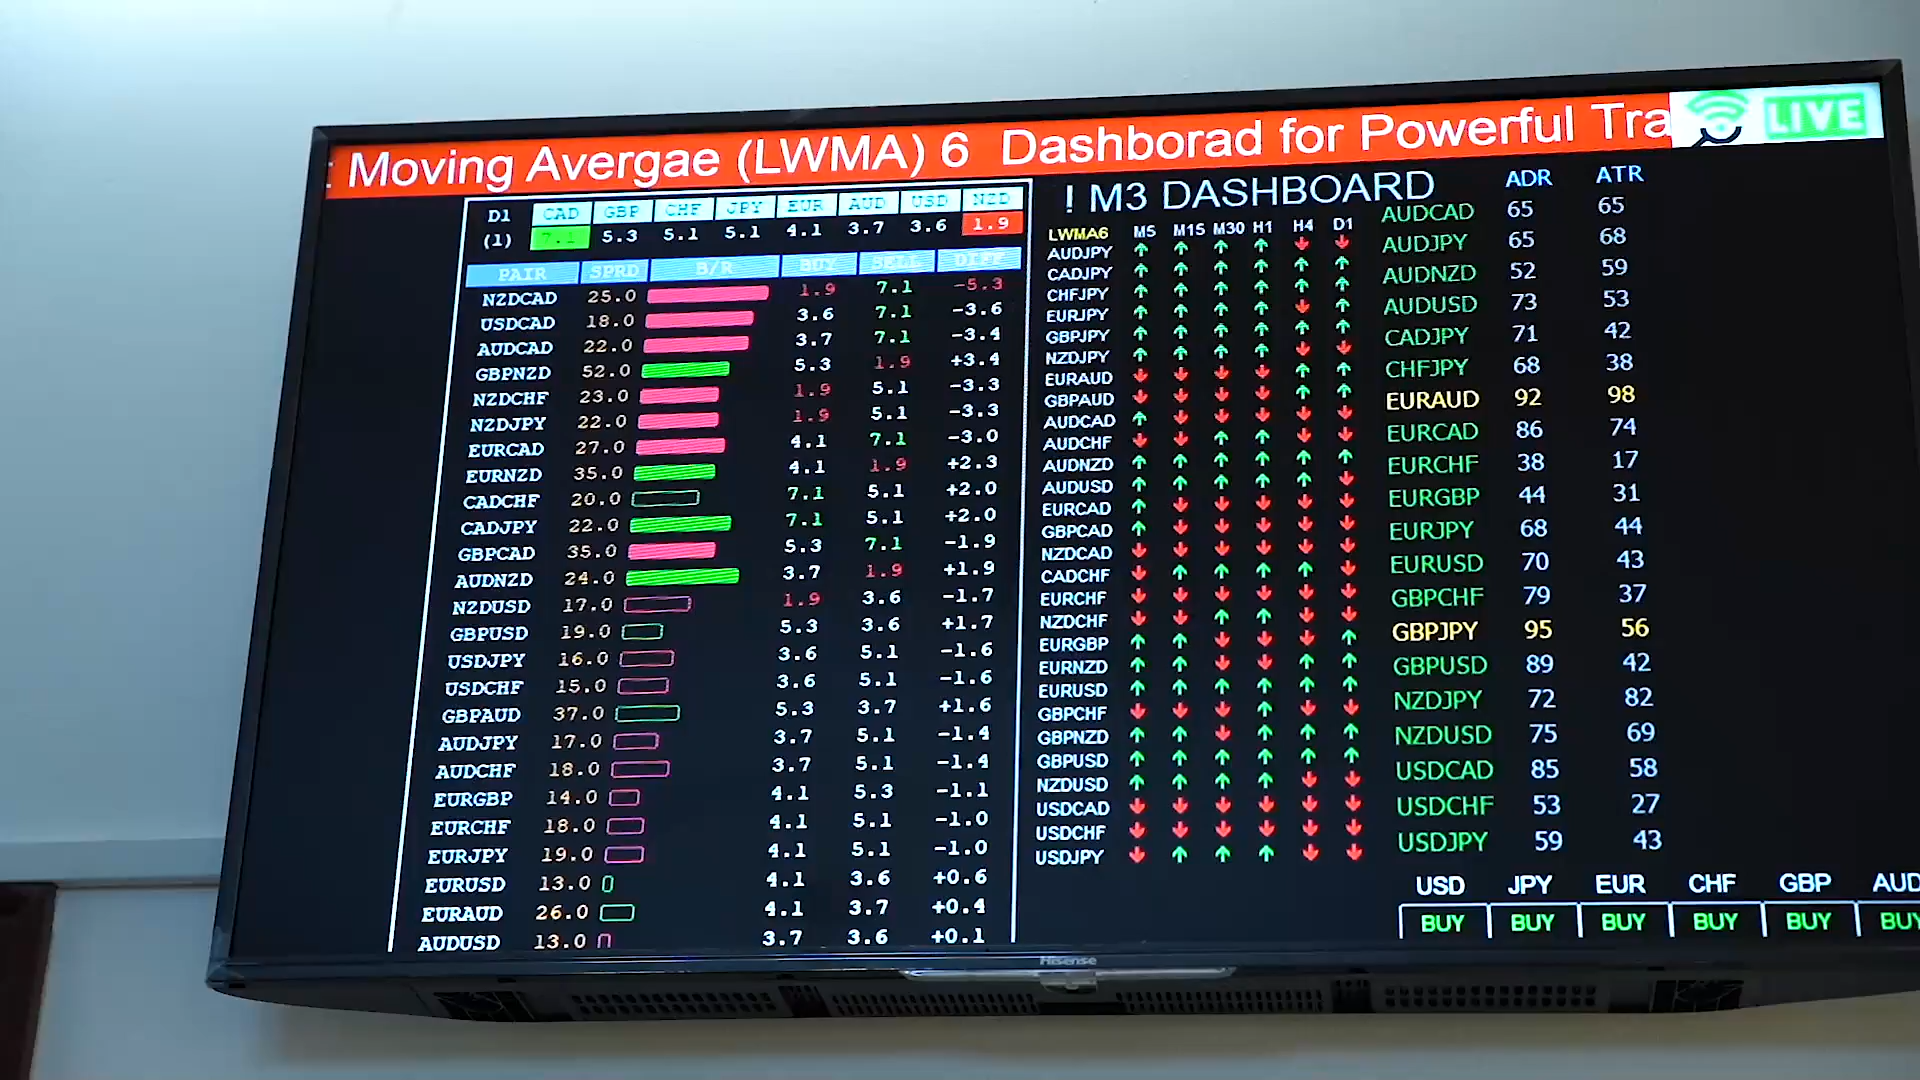 : Moving Avergae (LWMA) 6 Dashborad for Powerful Tra
LIVE
D1 CAD GBP CHF JPY EUR AUD USD NZD
(1) 7.1 5.3 5.1 5.1 4.1 3.7 3.6 1.9
PAIR SPRD B/R BUY SELL DIFF
NZDCAD 25.0 1.9 7.1 -5.3
USDCAD 18.0 3.6 7.1 -3.6
AUDCAD 22.0 3.7 7.1 -3.4
GBPNZD 52.0 5.3 1.9 +3.4
NZDCHF 23.0 1.9 5.1 -3.3
NZDJPY 22.0 1.9 5.1 -3.3
EURCAD 27.0 4.1 7.1 -3.0
EURNZD 35.0 4.1 1.9 +2.3
CADCHF 20.0 7.1 5.1 +2.0
CADJPY 22.0 7.1 5.1 +2.0
GBPCAD 35.0 5.3 7.1 -1.9
AUDNZD 24.0 3.7 1.9 +1.9
NZDUSD 17.0 1.9 3.6 -1.7
GBPUSD 19.0 5.3 3.6 +1.7
USDJPY 16.0 3.6 5.1 -1.6
USDCHF 15.0 3.6 5.1 -1.6
GBPAUD 37.0 5.3 3.7 +1.6
AUDJPY 17.0 3.7 5.1 -1.4
AUDCHF 18.0 3.7 5.1 -1.4
EURGBP 14.0 4.1 5.3 -1.1
EURCHF 18.0 4.1 5.1 -1.0
EURJPY 19.0 4.1 5.1 -1.0
EURUSD 13.0 4.1 3.6 +0.6
EURAUD 26.0 4.1 3.7 +0.4
AUDUSD 13.0 3.7 3.6 +0.1
! M3 DASHBOARD
LWMA6 M5 M15 M30 H1 H4 D1
AUDJPY
CADJPY
CHFJPY
EURJPY
GBPJPY
NZDJPY
EURAUD
GBPAUD
AUDCAD
AUDCHF
AUDNZD
AUDUSD
EURCAD
GBPCAD
NZDCAD
CADCHF
EURCHF
NZDCHF
EURGBP
EURNZD
EURUSD
GBPCHF
GBPNZD
GBPUSD
NZDUSD
USDCAD
USDCHF
USDJPY
ADR ATR
AUDCAD 65 65
AUDJPY 65 68
AUDNZD 52 59
AUDUSD 73 53
CADJPY 71 42
CHFJPY 68 38
EURAUD 92 98
EURCAD 86 74
EURCHF 38 17
EURGBP 44 31
EURJPY 68 44
EURUSD 70 43
GBPCHF 79 37
GBPJPY 95 56
GBPUSD 89 42
NZDJPY 72 82
NZDUSD 75 69
USDCAD 85 58
USDCHF 53 27
USDJPY 59 43
USD JPY EUR CHF GBP AUD
BUY BUY BUY BUY BUY BUY
Hisense